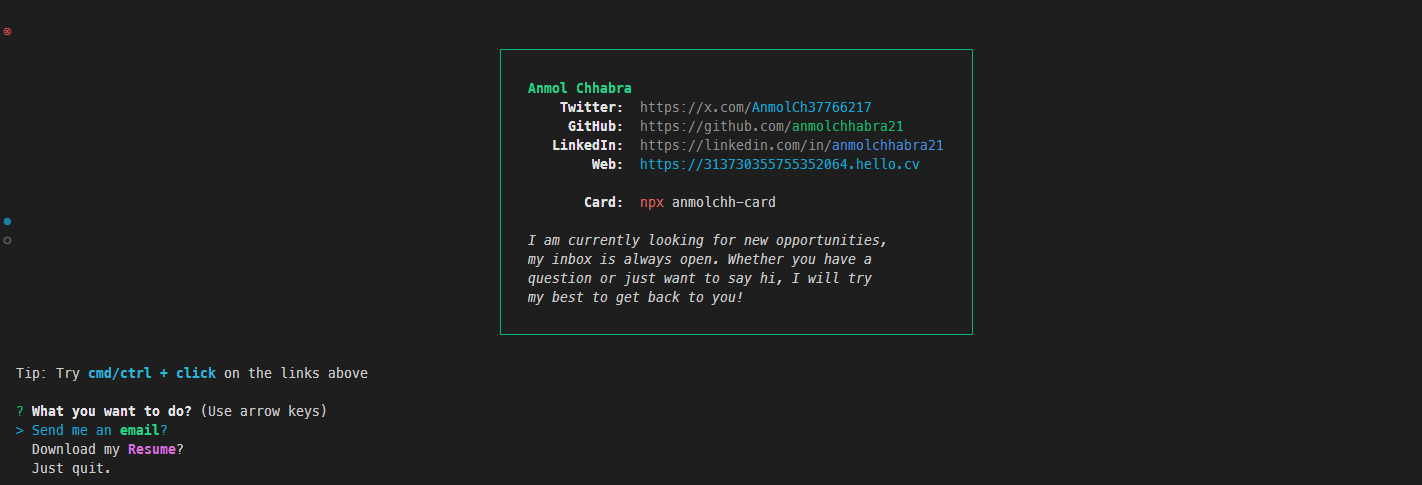 Anmol Chhabra
Twitter: https://x.com/AnmolCh37766217
GitHub: https://github.com/anmolchhabra21
LinkedIn: https://linkedin.com/in/anmolchhabra21
Web: https://313730355755352064.hello.cv
Card: npx anmolchh-card
I am currently looking for new opportunities,
my inbox is always open. Whether you have a
question or just want to say hi, I will try
my best to get back to you!
Tip: Try cmd/ctrl + click on the links above
? What you want to do? (Use arrow keys)
> Send me an email?
Download my Resume?
Just quit.